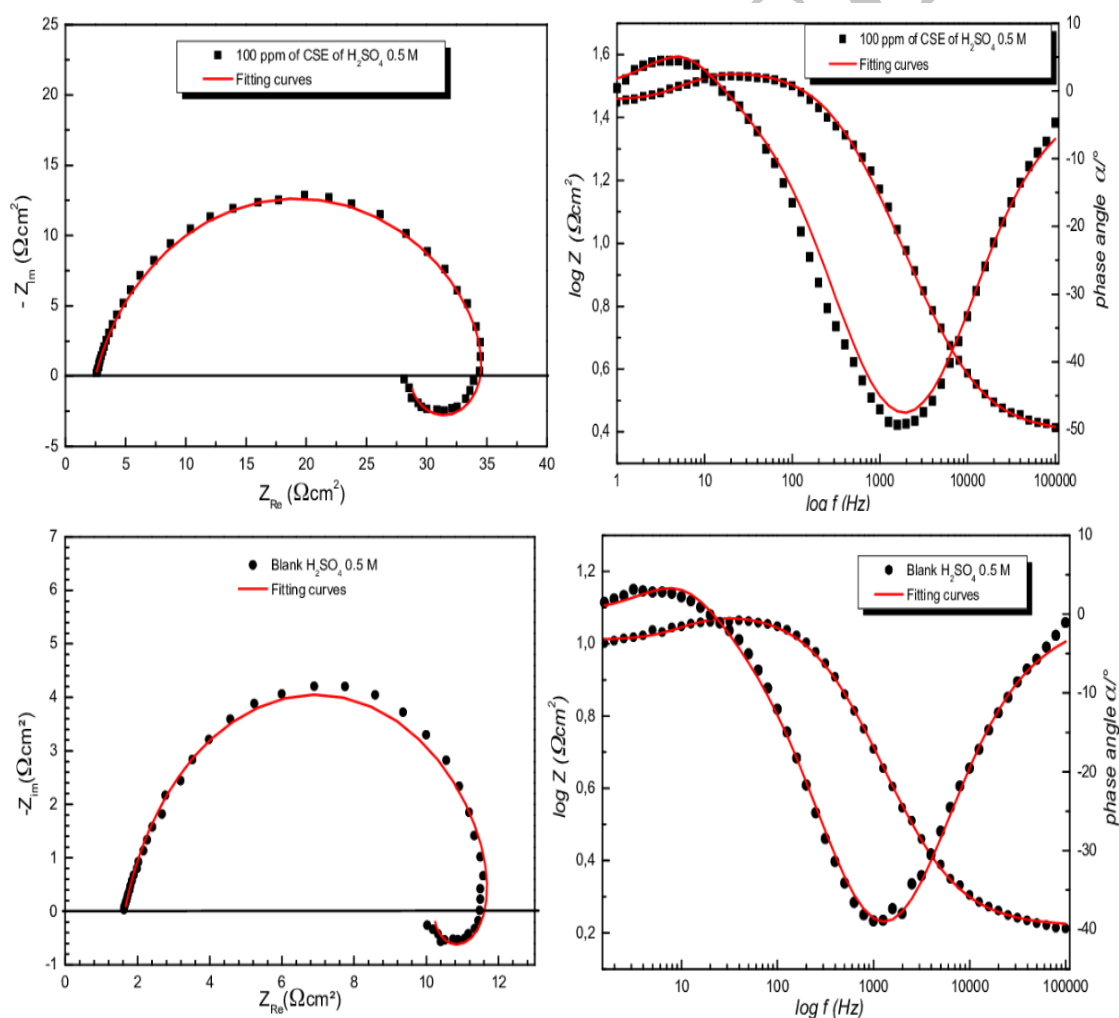 100 ppm of CSE of H₂SO₄ 0.5 M
Fitting curves
25
20
15
10
5
0
-5
- Z_Im (Ωcm²)
0 5 10 15 20 25 30 35 40
Z_Re (Ωcm²)
100 ppm of CSE of H₂SO₄ 0.5 M
Fitting curves
1,6
1,4
1,2
1,0
0,8
0,6
0,4
log Z (Ωcm²)
10
0
-10
-20
-30
-40
-50
phase angle α/°
1 10 100 1000 10000 100000
log f (Hz)
Blank H₂SO₄ 0.5 M
Fitting curves
7
6
5
4
3
2
1
0
-1
-Z_im(Ωcm²)
0 2 4 6 8 10 12
Z_Re(Ωcm²)
Blank H₂SO₄ 0.5 M
Fitting curves
1,2
1,0
0,8
0,6
0,4
0,2
log Z (Ωcm²)
10
0
-10
-20
-30
-40
phase angle α/°
10 100 1000 10000 100000
log f (Hz)